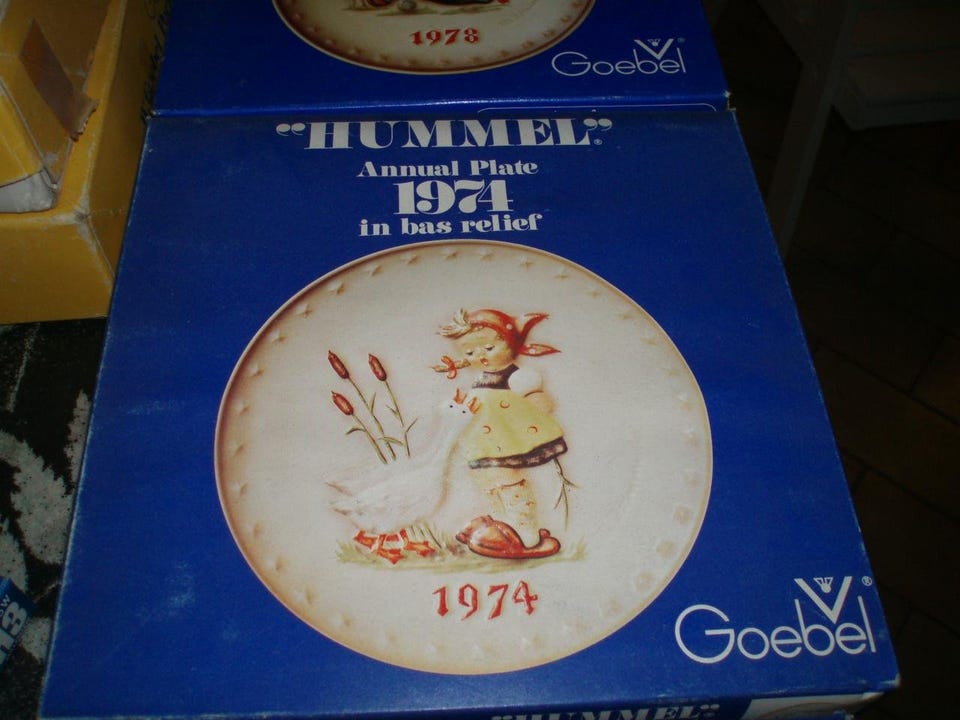 1978
Goebel
"HUMMEL"®
Annual Plate
1974
in bas relief
1974
Goebel®
"HUMMEL"